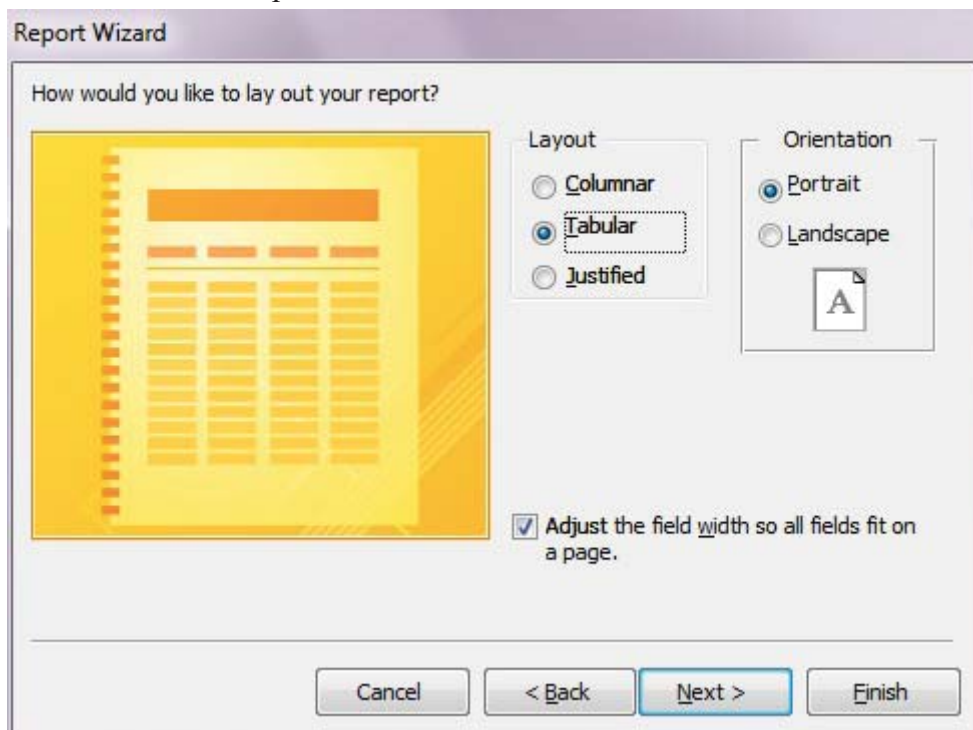 Report Wizard
How would you like to lay out your report?
Layout
Columnar
Tabular
Justified
Orientation
Portrait
Landscape
A
Adjust the field width so all fields fit on
a page.
Cancel
< Back
Next >
Finish